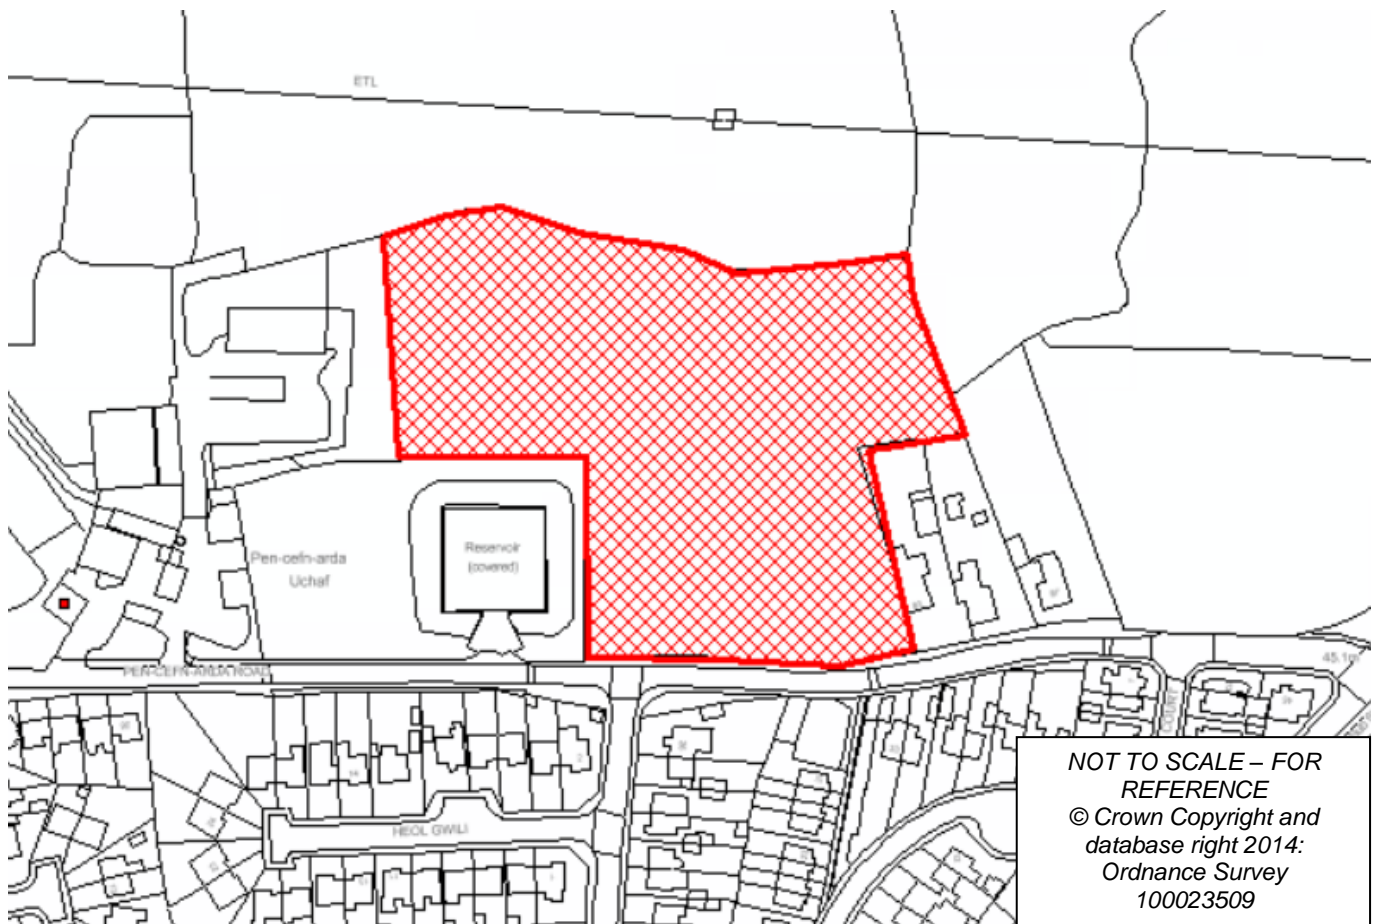 ETL
Reservoir
(covered)
Pen-cefn-arda
Uchaf
PEN-CEFN-ARDA ROAD
45.1m
COURT
HEOL GWILI
NOT TO SCALE – FOR
REFERENCE
© Crown Copyright and
database right 2014:
Ordnance Survey
100023509